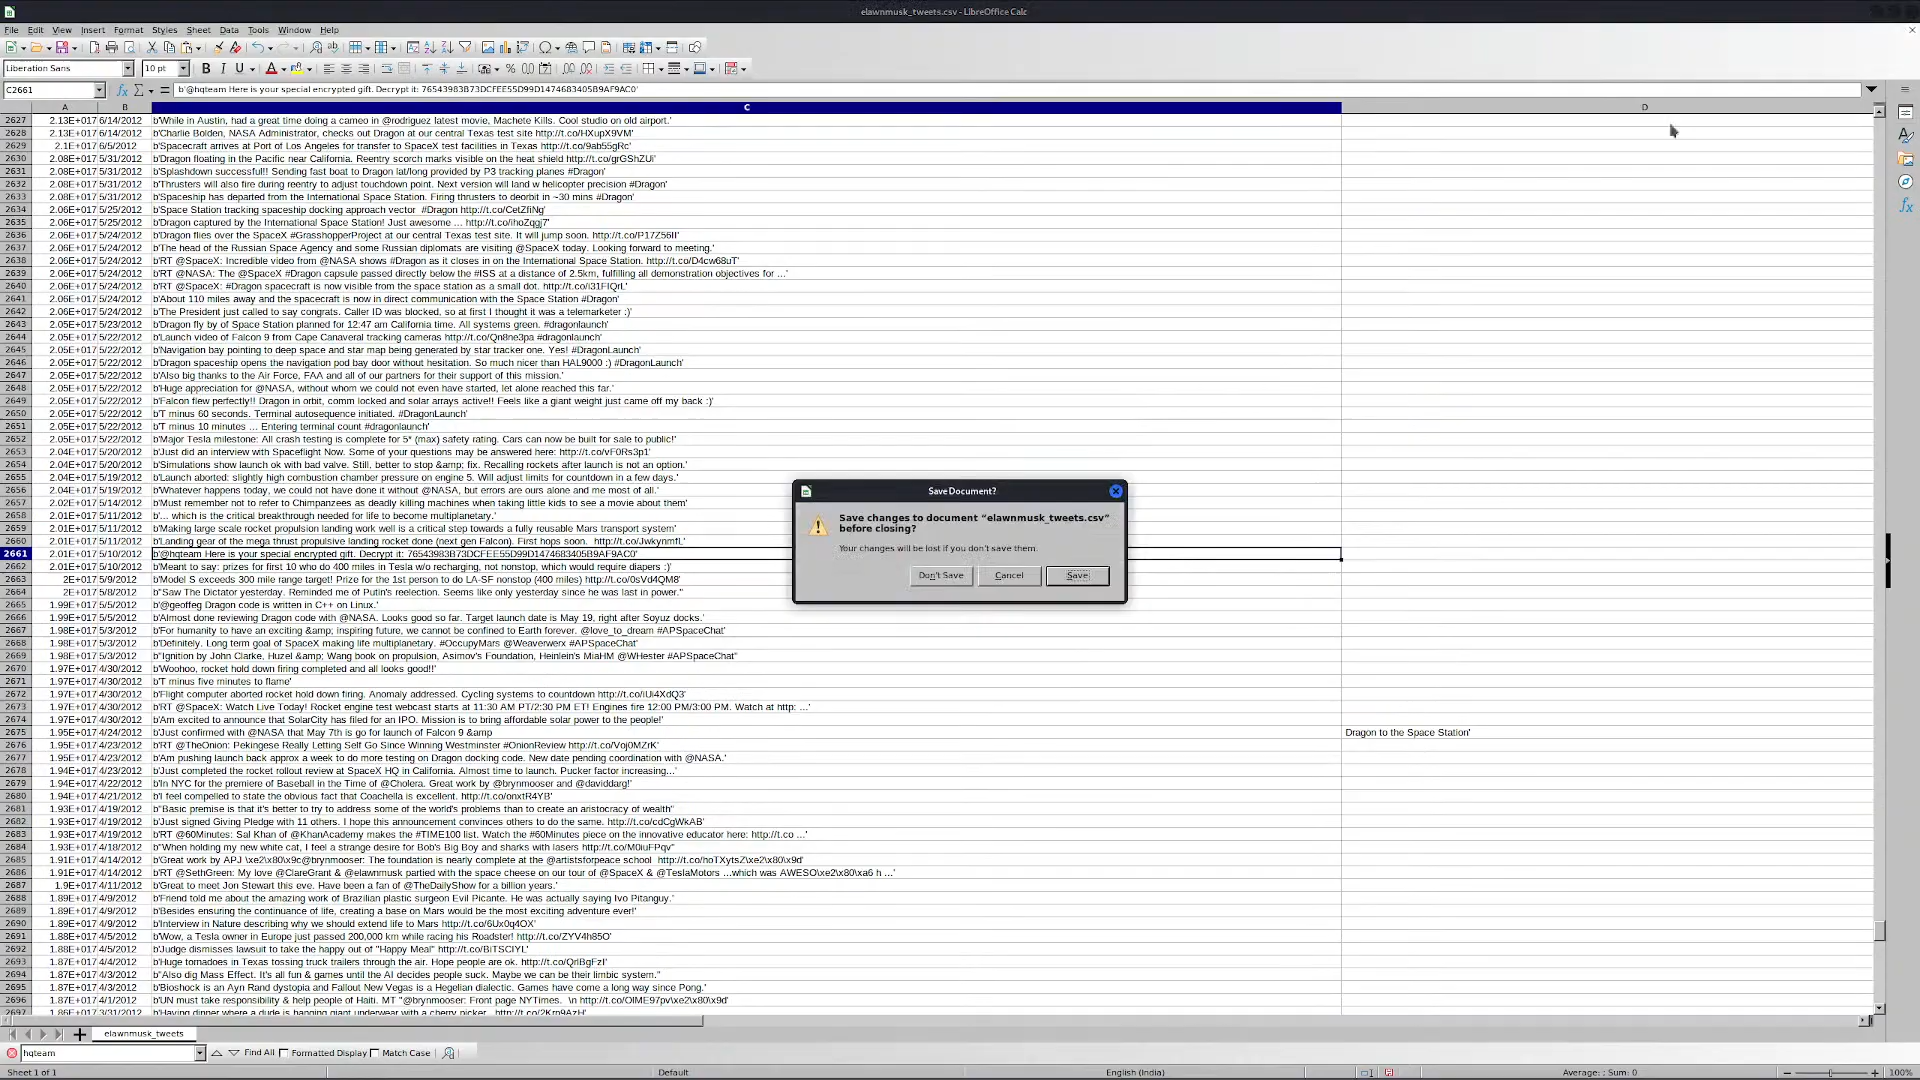 elawnmusk_tweets.csv - LibreOffice Calc
File Edit View Insert Format Styles Sheet Data Tools Window Help
Liberation Sans 10 pt
C2661 b'@hqteam Here is your special encrypted gift. Decrypt it: 76543983B73DCFEE55D99D1474683405B9AF9AC0'
A B C D
2627 2.13E+017 6/14/2012 b'While in Austin, had a great time doing a cameo in @rodriguez latest movie, Machete Kills. Cool studio on old airport.'
2628 2.13E+017 6/14/2012 b'Charlie Bolden, NASA Administrator, checks out Dragon at our central Texas test site http://t.co/HXupX9VM'
2629 2.1E+017 6/5/2012 b'Spacecraft arrives at Port of Los Angeles for transfer to SpaceX test facilities in Texas http://t.co/9ab55gRc'
2630 2.08E+017 5/31/2012 b'Dragon floating in the Pacific near California. Reentry scorch marks visible on the heat shield http://t.co/grGShZUi'
2631 2.08E+017 5/31/2012 b'Splashdown successful!! Sending fast boat to Dragon lat/long provided by P3 tracking planes #Dragon'
2632 2.08E+017 5/31/2012 b'Thrusters will also fire during reentry to adjust touchdown point. Next version will land w helicopter precision #Dragon'
2633 2.08E+017 5/31/2012 b'Spaceship has departed from the International Space Station. Firing thrusters to deorbit in ~30 mins #Dragon'
2634 2.06E+017 5/25/2012 b'Space Station tracking spaceship docking approach vector #Dragon http://t.co/CetZfiNg'
2635 2.06E+017 5/25/2012 b'Dragon captured by the International Space Station! Just awesome ... http://t.co/ihoZqgj7'
2636 2.06E+017 5/24/2012 b'Dragon flies over the SpaceX #GrasshopperProject at our central Texas test site. It will jump soon. http://t.co/P17Z56II'
2637 2.06E+017 5/24/2012 b'The head of the Russian Space Agency and some Russian diplomats are visiting @SpaceX today. Looking forward to meeting.'
2638 2.06E+017 5/24/2012 b'RT @SpaceX: Incredible video from @NASA shows #Dragon as it closes in on the International Space Station. http://t.co/D4cw68uT'
2639 2.06E+017 5/24/2012 b'RT @NASA: The @SpaceX #Dragon capsule passed directly below the #ISS at a distance of 2.5km, fulfilling all demonstration objectives for ...'
2640 2.06E+017 5/24/2012 b'RT @SpaceX: #Dragon spacecraft is now visible from the space station as a small dot. http://t.co/i31FIQrL'
2641 2.06E+017 5/24/2012 b'About 110 miles away and the spacecraft is now in direct communication with the Space Station #Dragon'
2642 2.06E+017 5/24/2012 b'The President just called to say congrats. Caller ID was blocked, so at first I thought it was a telemarketer :)'
2643 2.05E+017 5/23/2012 b'Dragon fly by of Space Station planned for 12:47 am California time. All systems green. #dragonlaunch'
2644 2.05E+017 5/22/2012 b'Launch video of Falcon 9 from Cape Canaveral tracking cameras http://t.co/Qn8ne3pa #dragonlaunch'
2645 2.05E+017 5/22/2012 b'Navigation bay pointing to deep space and star map being generated by star tracker one. Yes! #DragonLaunch'
2646 2.05E+017 5/22/2012 b'Dragon spaceship opens the navigation pod bay door without hesitation. So much nicer than HAL9000 :) #DragonLaunch'
2647 2.05E+017 5/22/2012 b'Also big thanks to the Air Force, FAA and all of our partners for their support of this mission.'
2648 2.05E+017 5/22/2012 b'Huge appreciation for @NASA, without whom we could not even have started, let alone reached this far.'
2649 2.05E+017 5/22/2012 b'Falcon flew perfectly!! Dragon in orbit, comm locked and solar arrays active!! Feels like a giant weight just came off my back :)'
2650 2.05E+017 5/22/2012 b'T minus 60 seconds. Terminal autosequence initiated. #DragonLaunch'
2651 2.05E+017 5/22/2012 b'T minus 10 minutes ... Entering terminal count #dragonlaunch'
2652 2.05E+017 5/22/2012 b'Major Tesla milestone: All crash testing is complete for 5* (max) safety rating. Cars can now be built for sale to public!'
2653 2.04E+017 5/20/2012 b'Just did an interview with Spaceflight Now. Some of your questions may be answered here: http://t.co/vF0Rs3p1'
2654 2.04E+017 5/20/2012 b'Simulations show launch ok with bad valve. Still, better to stop &amp; fix. Recalling rockets after launch is not an option.'
2655 2.04E+017 5/19/2012 b'Launch aborted: slightly high combustion chamber pressure on engine 5. Will adjust limits for countdown in a few days.'
2656 2.04E+017 5/19/2012 b'Whatever happens today, we could not have done it without @NASA, but errors are ours alone and me most of all.'
2657 2.02E+017 5/14/2012 b'Must remember not to refer to Chimpanzees as deadly killing machines when taking little kids to see a movie about them'
2658 2.01E+017 5/11/2012 b'... which is the critical breakthrough needed for life to become multiplanetary.'
2659 2.01E+017 5/11/2012 b'Making large scale rocket propulsion landing work well is a critical step towards a fully reusable Mars transport system'
2660 2.01E+017 5/11/2012 b'Landing gear of the mega thrust propulsive landing rocket done (next gen Falcon). First hops soon. http://t.co/JwkynmfL'
2661 2.01E+017 5/10/2012 b'@hqteam Here is your special encrypted gift. Decrypt it: 76543983B73DCFEE55D99D1474683405B9AF9AC0'
2662 2.01E+017 5/10/2012 b'Meant to say: prizes for first 10 who do 400 miles in Tesla w/o recharging, not nonstop, which would require diapers :)'
2663 2E+017 5/9/2012 b'Model S exceeds 300 mile range target! Prize for the 1st person to do LA-SF nonstop (400 miles) http://t.co/0sVd4QM8'
2664 2E+017 5/8/2012 b"Saw The Dictator yesterday. Reminded me of Putin's reelection. Seems like only yesterday since he was last in power."
2665 1.99E+017 5/5/2012 b'@geoffeg Dragon code is written in C++ on Linux.'
2666 1.99E+017 5/5/2012 b'Almost done reviewing Dragon code with @NASA. Looks good so far. Target launch date is May 19, right after Soyuz docks.'
2667 1.98E+017 5/3/2012 b'For humanity to have an exciting &amp; inspiring future, we cannot be confined to Earth forever. @love_to_dream #APSpaceChat'
2668 1.98E+017 5/3/2012 b'Definitely. Long term goal of SpaceX making life multiplanetary. #OccupyMars @Weaverwerx #APSpaceChat'
2669 1.98E+017 5/3/2012 b"Ignition by John Clarke, Huzel &amp; Wang book on propulsion, Asimov's Foundation, Heinlein's MiaHM @WHester #APSpaceChat"
2670 1.97E+017 4/30/2012 b'Woohoo, rocket hold down firing completed and all looks good!!'
2671 1.97E+017 4/30/2012 b'T minus five minutes to flame'
2672 1.97E+017 4/30/2012 b'Flight computer aborted rocket hold down firing. Anomaly addressed. Cycling systems to countdown http://t.co/iUi4XdQ3'
2673 1.97E+017 4/30/2012 b'RT @SpaceX: Watch Live Today! Rocket engine test webcast starts at 11:30 AM PT/2:30 PM ET! Engines fire 12:00 PM/3:00 PM. Watch at http: ...'
2674 1.97E+017 4/30/2012 b'Am excited to announce that SolarCity has filed for an IPO. Mission is to bring affordable solar power to the people!'
2675 1.95E+017 4/24/2012 b'Just confirmed with @NASA that May 7th is go for launch of Falcon 9 &amp Dragon to the Space Station'
2676 1.95E+017 4/23/2012 b'RT @TheOnion: Pekingese Really Letting Self Go Since Winning Westminster #OnionReview http://t.co/Voj0MZrK'
2677 1.95E+017 4/23/2012 b'Am pushing launch back approx a week to do more testing on Dragon docking code. New date pending coordination with @NASA.'
2678 1.94E+017 4/23/2012 b'Just completed the rocket rollout review at SpaceX HQ in California. Almost time to launch. Pucker factor increasing...'
2679 1.94E+017 4/22/2012 b'In NYC for the premiere of Baseball in the Time of @Cholera. Great work by @brynmooser and @daviddarg!'
2680 1.94E+017 4/21/2012 b'I feel compelled to state the obvious fact that Coachella is excellent. http://t.co/onxtR4YB'
2681 1.93E+017 4/19/2012 b"Basic premise is that it's better to try to address some of the world's problems than to create an aristocracy of wealth"
2682 1.93E+017 4/19/2012 b'Just signed Giving Pledge with 11 others. I hope this announcement convinces others to do the same. http://t.co/cdCgWkAB'
2683 1.93E+017 4/19/2012 b'RT @60Minutes: Sal Khan of @KhanAcademy makes the #TIME100 list. Watch the #60Minutes piece on the innovative educator here: http://t.co ...'
2684 1.93E+017 4/18/2012 b"When holding my new white cat, I feel a strange desire for Bob's Big Boy and sharks with lasers http://t.co/M0iuFPqv"
2685 1.91E+017 4/14/2012 b'Great work by APJ \xe2\x80\x9c@brynmooser: The foundation is nearly complete at the @artistsforpeace school http://t.co/hoTXytsZ\xe2\x80\x9d'
2686 1.91E+017 4/14/2012 b'RT @SethGreen: My love @ClareGrant & @elawnmusk partied with the space cheese on our tour of @SpaceX & @TeslaMotors ...which was AWESO\xe2\x80\xa6 h ...'
2687 1.9E+017 4/11/2012 b'Great to meet Jon Stewart this eve. Have been a fan of @TheDailyShow for a billion years.'
2688 1.89E+017 4/9/2012 b'Friend told me about the amazing work of Brazilian plastic surgeon Evil Picante. He was actually saying Ivo Pitanguy.'
2689 1.89E+017 4/9/2012 b'Besides ensuring the continuance of life, creating a base on Mars would be the most exciting adventure ever!'
2690 1.89E+017 4/9/2012 b'Interview in Nature describing why we should extend life to Mars http://t.co/6Ux0q4OX'
2691 1.88E+017 4/5/2012 b'Wow, a Tesla owner in Europe just passed 200,000 km while racing his Roadster! http://t.co/ZYV4h85O'
2692 1.88E+017 4/5/2012 b'Judge dismisses lawsuit to take the happy out of "Happy Meal" http://t.co/BiTSCIYL'
2693 1.87E+017 4/4/2012 b'Huge tornadoes in Texas tossing truck trailers through the air. Hope people are ok. http://t.co/QrlBgFzI'
2694 1.87E+017 4/3/2012 b"Also dig Mass Effect. It's all fun & games until the AI decides people suck. Maybe we can be their limbic system."
2695 1.87E+017 4/3/2012 b'Bioshock is an Ayn Rand dystopia and Fallout New Vegas is a Hegelian dialectic. Games have come a long way since Pong.'
2696 1.87E+017 4/1/2012 b'UN must take responsibility & help people of Haiti. MT "@brynmooser: Front page NYTimes. \n http://t.co/OlME97pv\xe2\x80\x9d'
2697 1.86E+017 3/31/2012 b'Having dinner where a dude is hanging giant underwear with a cherry picker. http://t.co/2Krp9AzH'
Save Document?
Save changes to document “elawnmusk_tweets.csv”
before closing?
Your changes will be lost if you don't save them.
Don't Save Cancel Save
elawnmusk_tweets
hqteam Find All Formatted Display Match Case
Sheet 1 of 1 Default English (India) Average: ; Sum: 0 100%